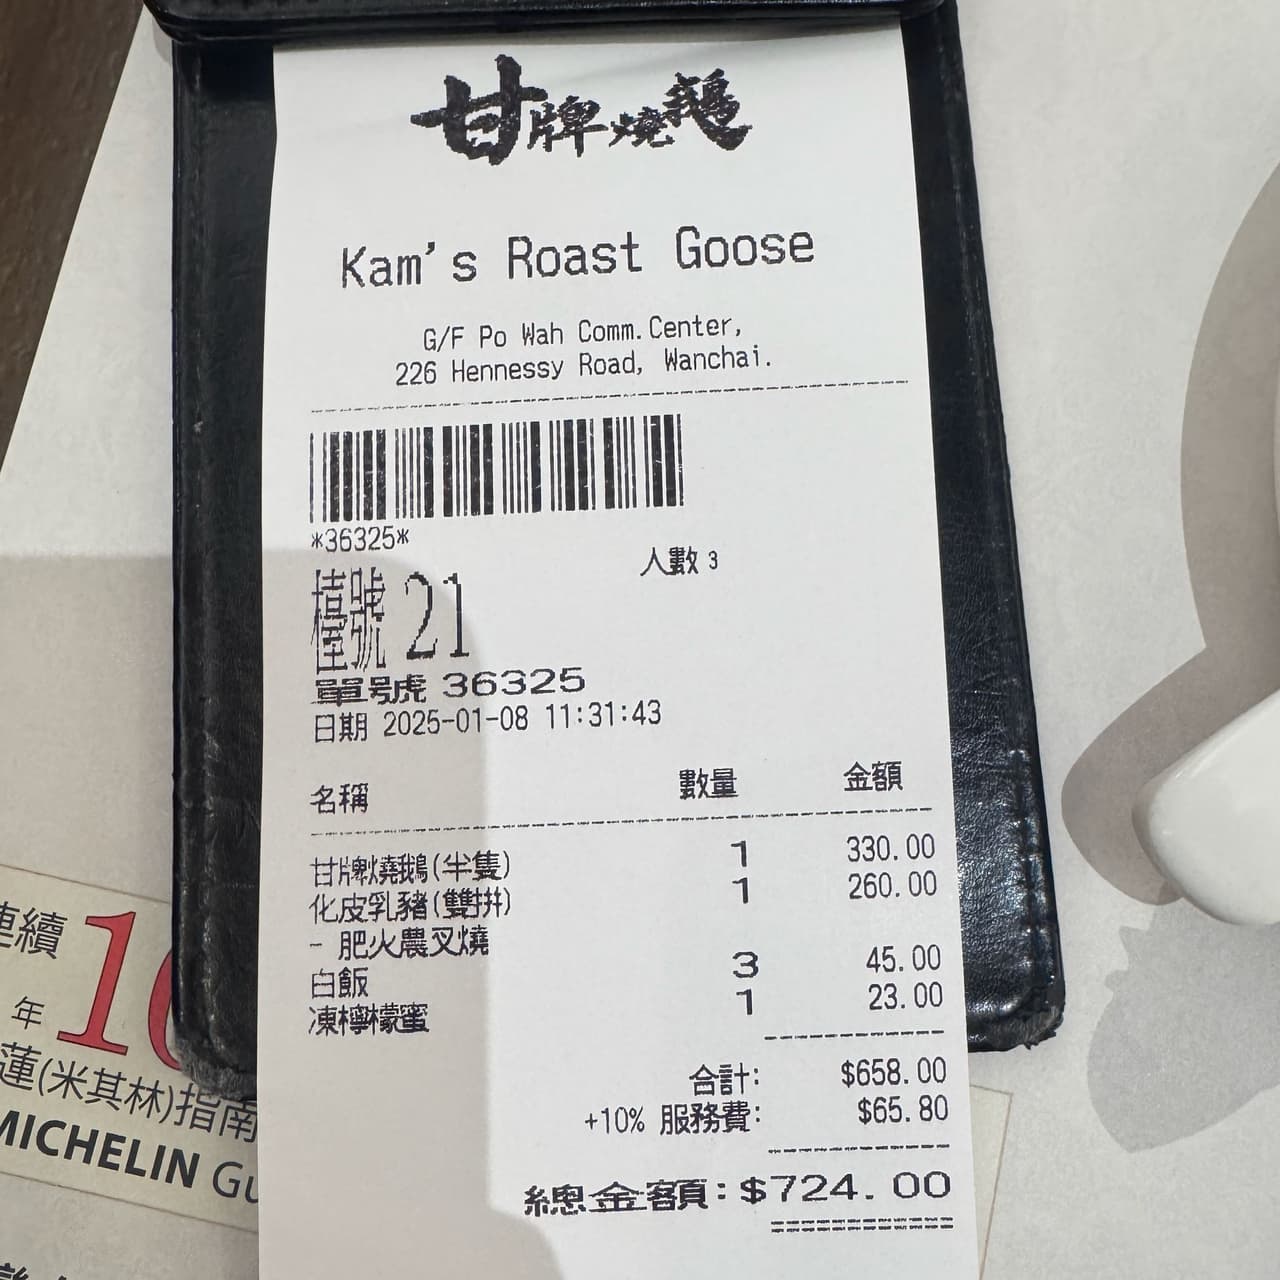 甘牌燒鵝
Kam's Roast Goose
G/F Po Wah Comm. Center,
226 Hennessy Road, Wanchai.
*36325*
人數 3
檯號 21
單號 36325
日期 2025-01-08 11:31:43
名稱 數量 金額
甘牌燒鵝(半隻) 1 330.00
化皮乳豬(雙拼) 1 260.00
- 肥火農叉燒
白飯 3 45.00
凍檸檬蜜 1 23.00
合計: $658.00
+10% 服務費: $65.80
總金額: $724.00
連續
年
蓮(米其林)指南
MICHELIN